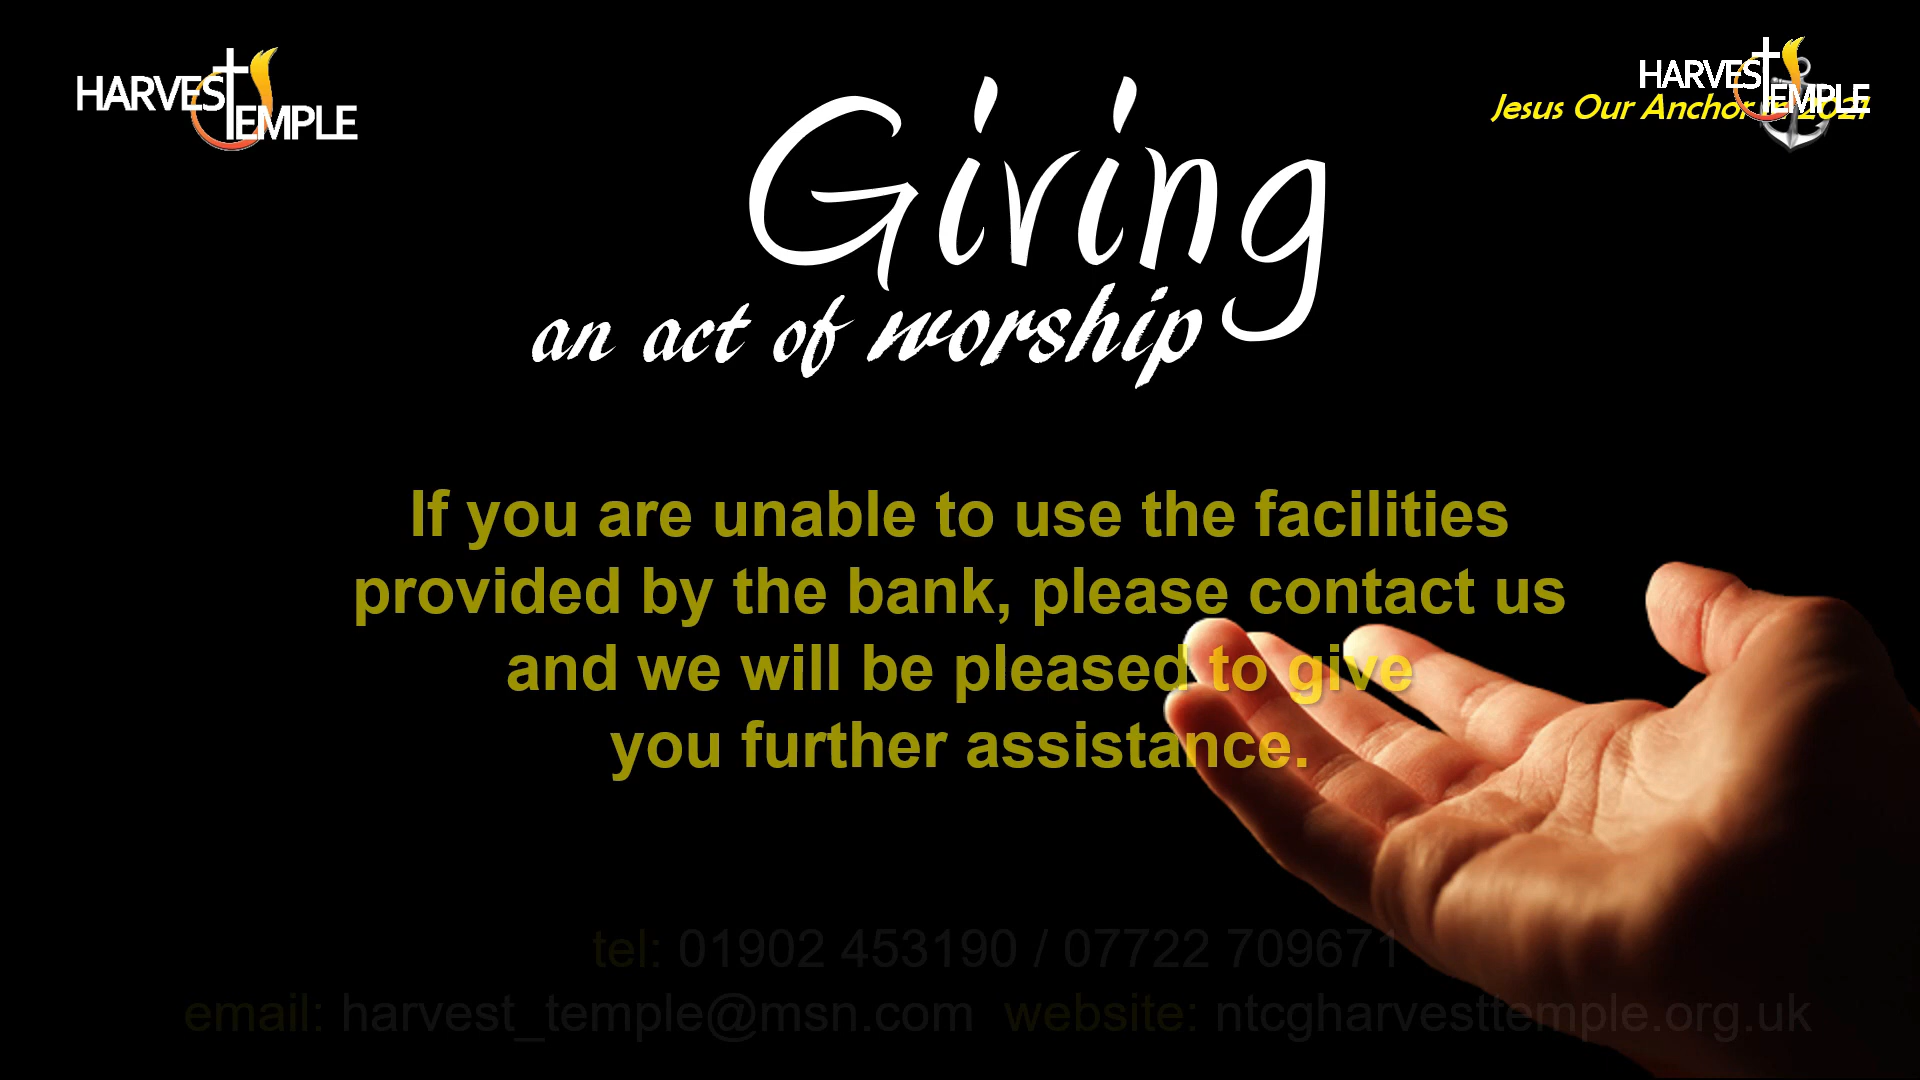 HARVEST TEMPLE
HARVEST TEMPLE
Jesus Our Anchor in 2021
Giving
an act of worship
If you are unable to use the facilities
provided by the bank, please contact us
and we will be pleased to give
you further assistance.
tel: 01902 453190 / 07722 709671
email: harvest_temple@msn.com website: ntcgharvesttemple.org.uk